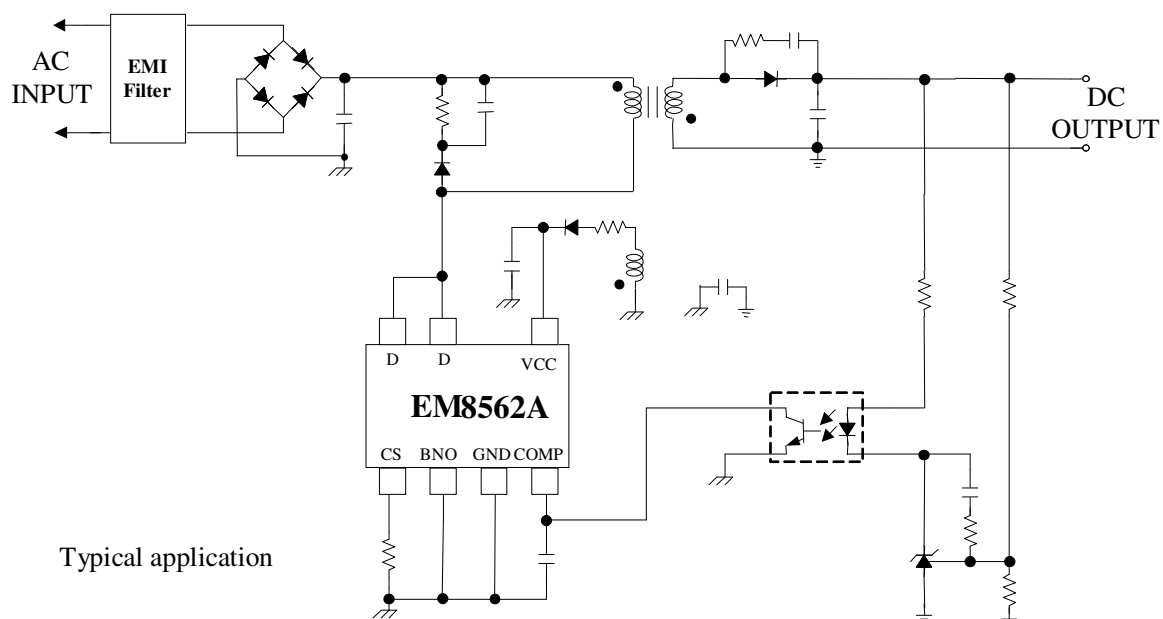 AC
INPUT
EMI
Filter
DC
OUTPUT
D D VCC
EM8562A
CS BNO GND COMP
Typical application